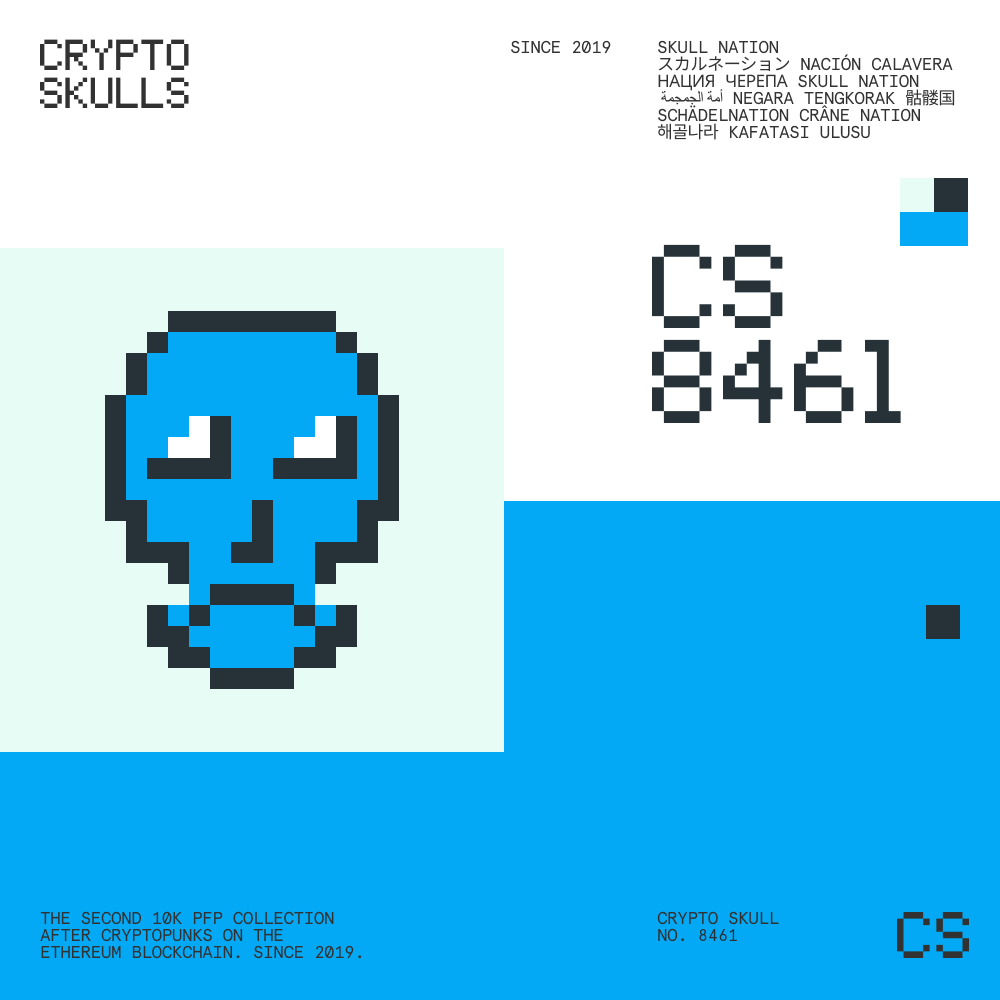 CRYPTO
SKULLS
SINCE 2019
SKULL NATION
スカルネーション NACIÓN CALAVERA
НАЦИЯ ЧЕРЕПА SKULL NATION
أمة الجمجمة NEGARA TENGKORAK 骷髅国
SCHÄDELNATION CRÂNE NATION
해골나라 KAFATASI ULUSU
CS
8461
THE SECOND 10K PFP COLLECTION
AFTER CRYPTOPUNKS ON THE
ETHEREUM BLOCKCHAIN. SINCE 2019.
CRYPTO SKULL
NO. 8461
CS